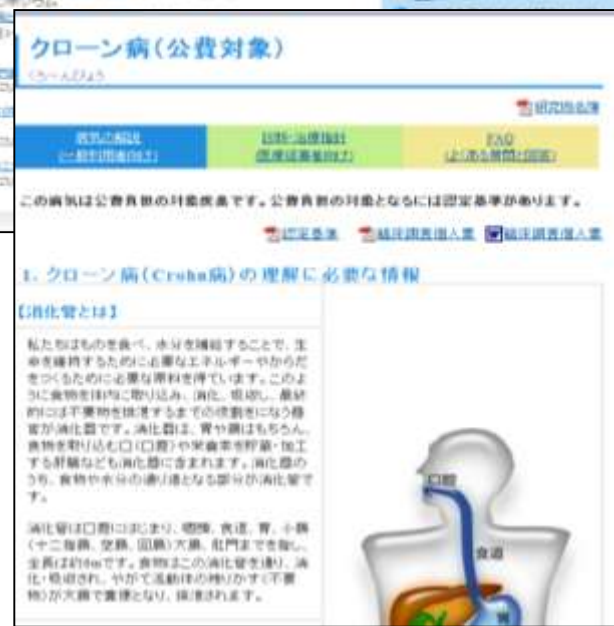 クローン病(公費対象)
くろーんびょう
研究班名簿
病気の解説
(一般利用者向け)
診断・治療指針
(医療従事者向け)
FAQ
(よくある質問と回答)
この病気は公費負担の対象疾患です。公費負担の対象となるには認定基準があります。
認定基準 臨床調査個人票 臨床調査個人票
1. クローン病(Crohn病)の理解に必要な情報
【消化管とは】
私たちはものを食べ、水分を補給することで、生
命を維持するために必要なエネルギーやからだ
をつくるために必要な原料を得ています。このよ
うに食物を体内に取り込み、消化、吸収し、最終
的には不要物を排泄するまでの役割をになう器
官が消化器です。消化器は、胃や腸はもちろん、
食物を取り込む口(口腔)や栄養素を貯蔵・加工
する肝臓なども消化器に含まれます。消化器の
うち、食物や水分の通り道となる部分が消化管で
す。
消化管は口腔にはじまり、咽頭、食道、胃、小腸
(十二指腸、空腸、回腸)大腸、肛門までを指し、
全長は約6mです。食物はこの消化管を通り、消
化・吸収され、やがて流動体の残りかす(不要
物)が大腸で糞便となり、排泄されます。
口腔
食道
胃